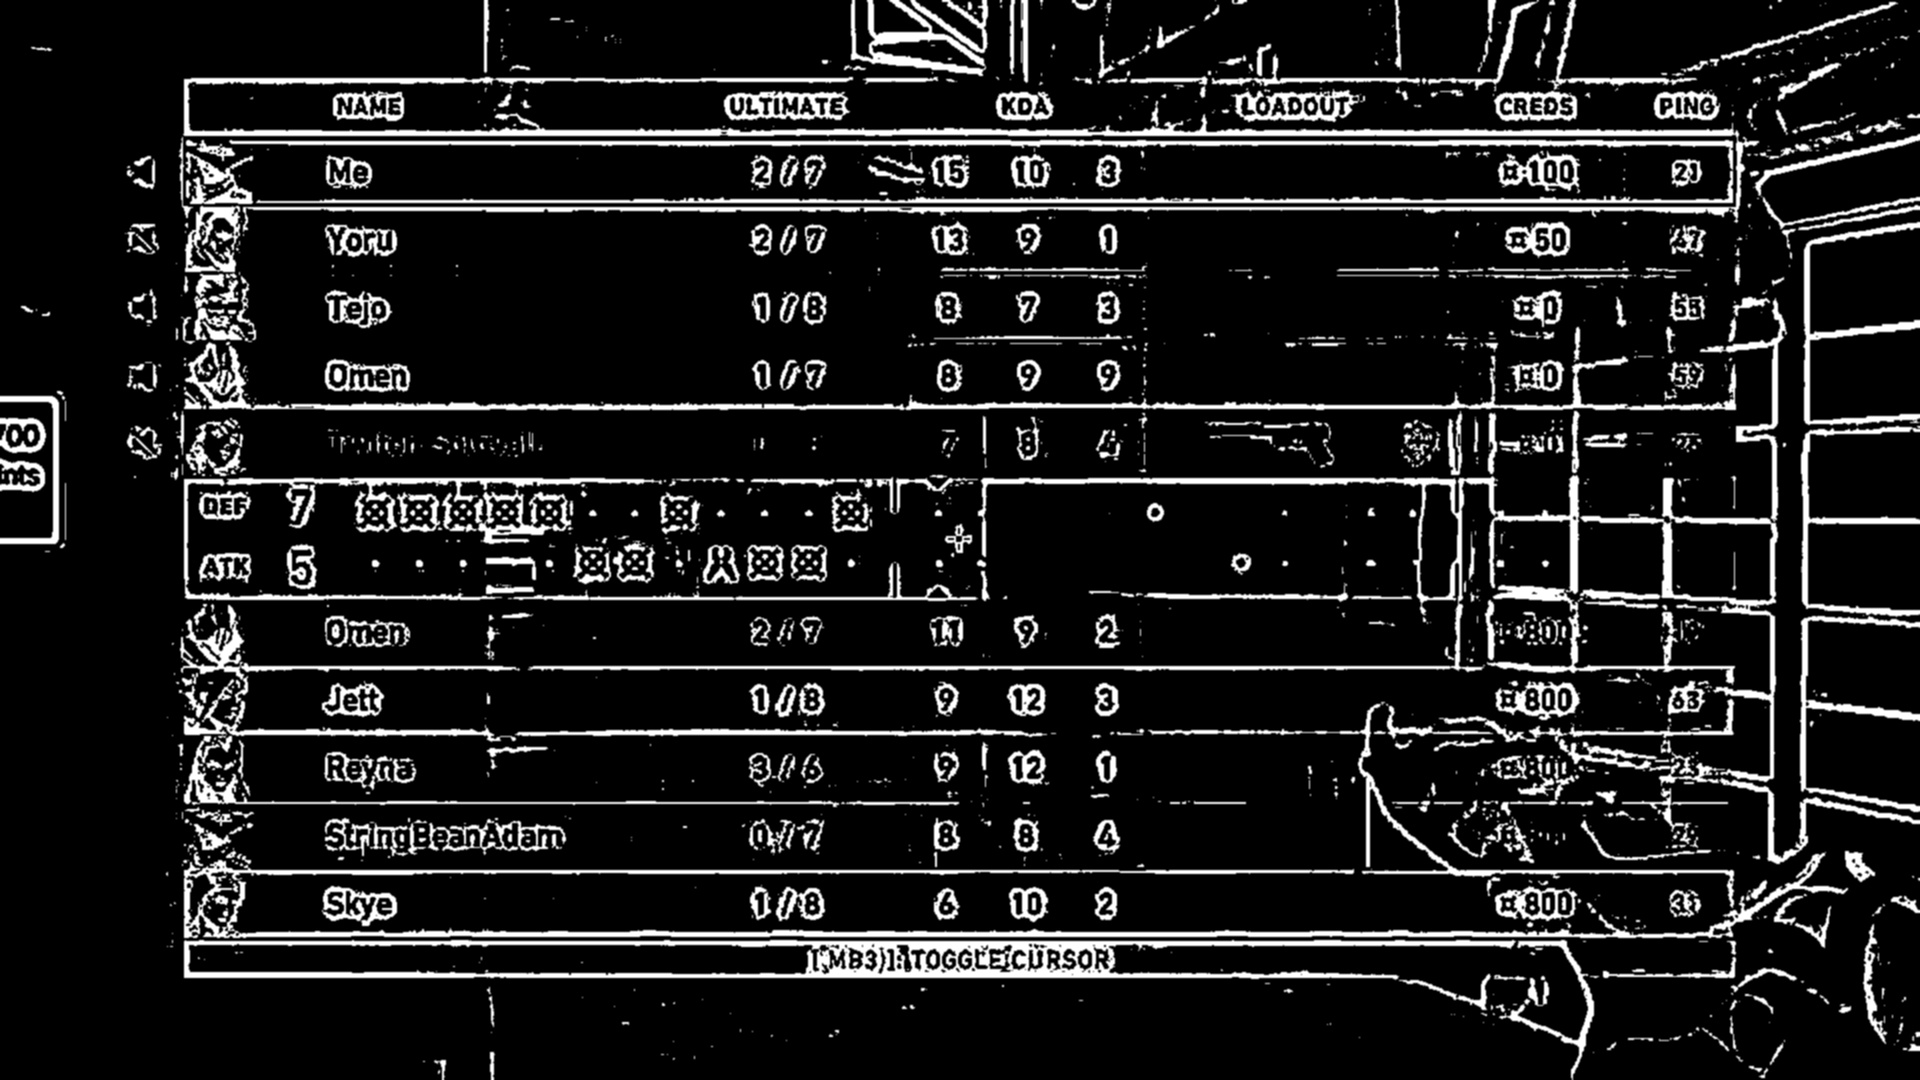 NAME ULTIMATE KDA LOADOUT CREDS PING
Me 2/7 15 10 3 ¤100 21
Yoru 2/7 13 9 1 ¤50 47
Tejo 1/8 8 7 3 ¤0 55
Omen 1/7 8 9 9 ¤0 59
7 8 4
700
nts
DEF 7
ATK 5
Omen 2/7 11 9 2 800
Jett 1/8 9 12 3 ¤800 63
Reyna 3/6 9 12 1 ¤800
StringBeanAdam 0/7 8 8 4
Skye 1/8 6 10 2 ¤800 31
[(MB3)] TOGGLE CURSOR